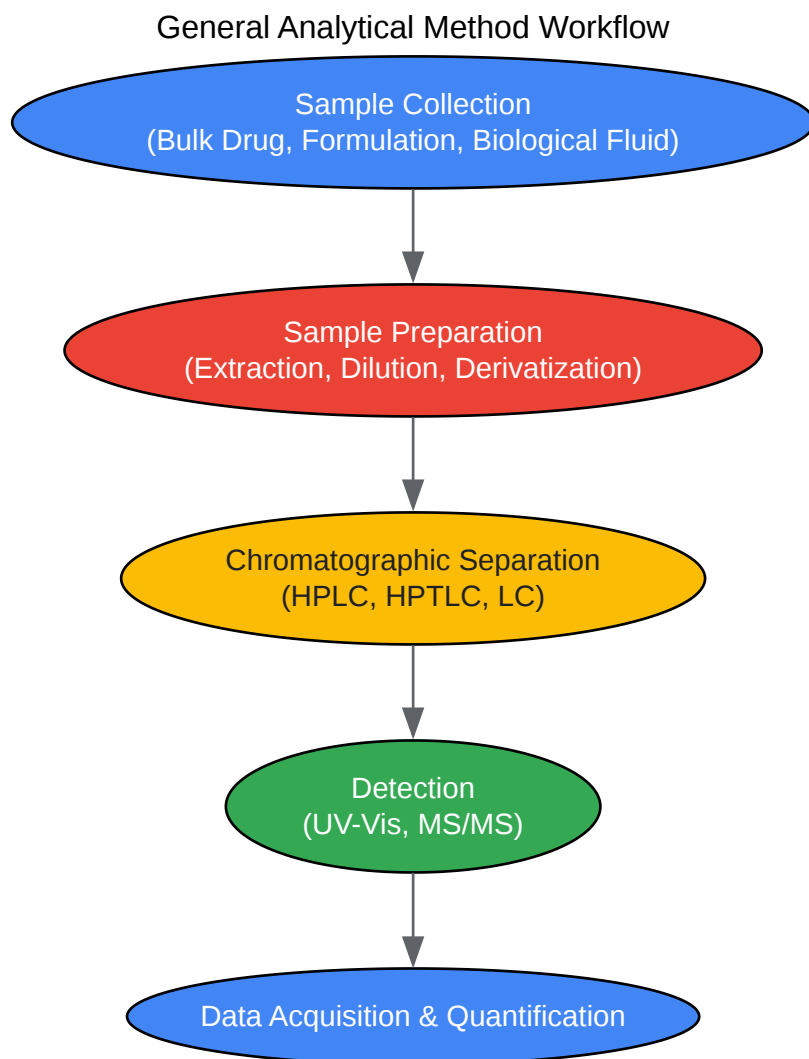 General Analytical Method Workflow
Sample Collection
(Bulk Drug, Formulation, Biological Fluid)
Sample Preparation
(Extraction, Dilution, Derivatization)
Chromatographic Separation
(HPLC, HPTLC, LC)
Detection
(UV-Vis, MS/MS)
Data Acquisition & Quantification